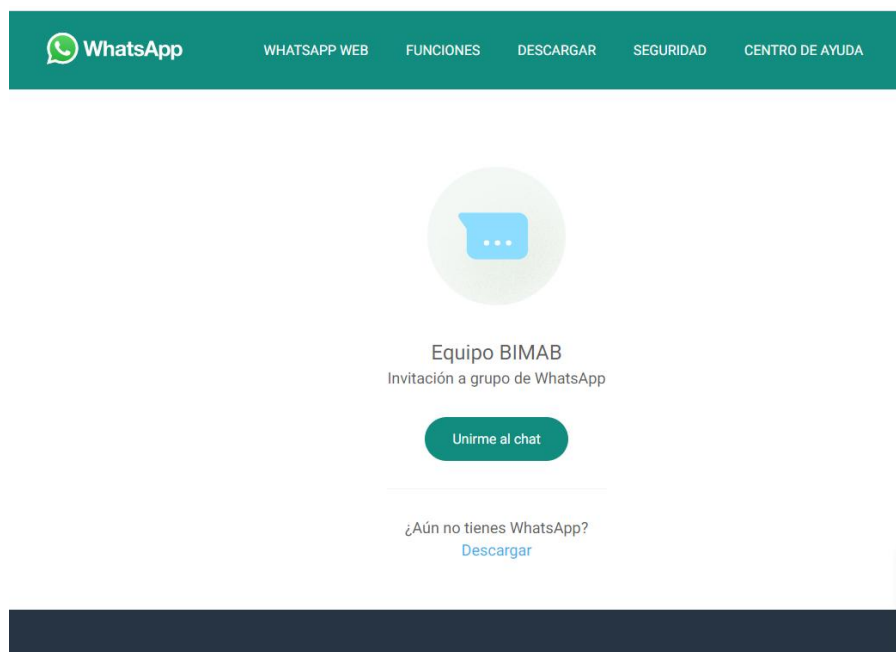 WhatsApp WHATSAPP WEB FUNCIONES DESCARGAR SEGURIDAD CENTRO DE AYUDA
Equipo BIMAB
Invitación a grupo de WhatsApp
Unirme al chat
¿Aún no tienes WhatsApp?
Descargar